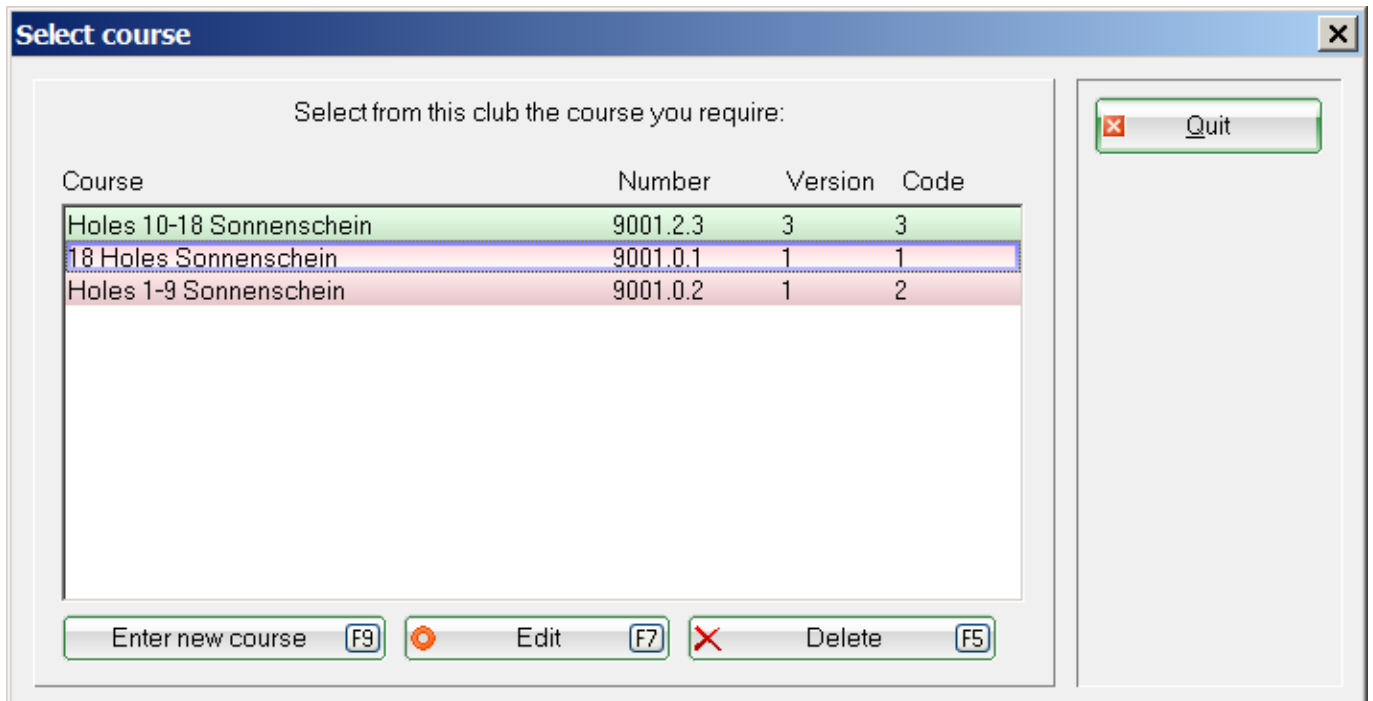 Select course
Select from this club the course you require:
Quit
Course Number Version Code
Holes 10-18 Sonnenschein 9001.2.3 3 3
18 Holes Sonnenschein 9001.0.1 1 1
Holes 1-9 Sonnenschein 9001.0.2 1 2
Enter new course F9 Edit F7 Delete F5